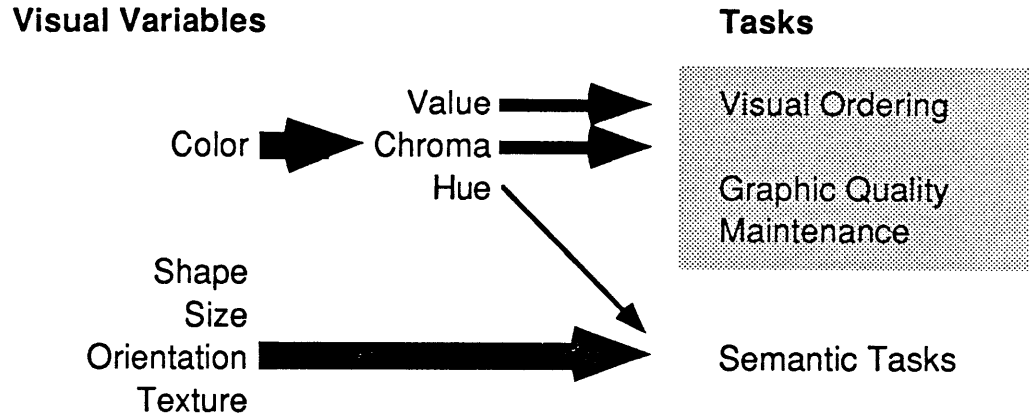 Visual Variables
Tasks
Value
Visual Ordering
Color
Chroma
Hue
Graphic Quality
Maintenance
Shape
Size
Orientation
Semantic Tasks
Texture